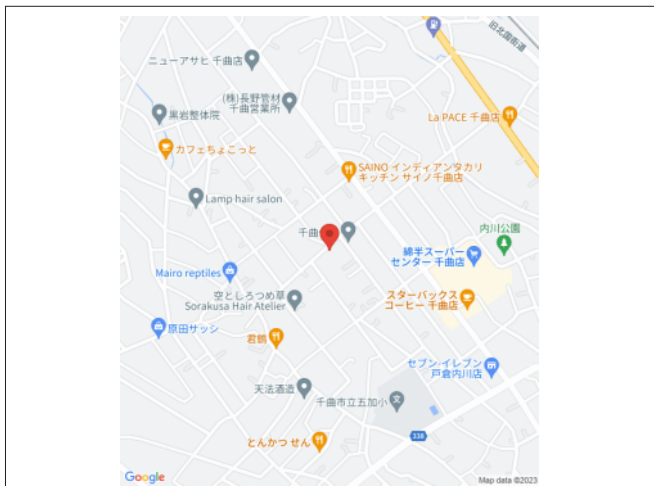 旧北国街道
ニューアサヒ 千曲店
(株)長野管材
千曲営業所
La PACE 千曲店
黒岩整体院
カフェちょこっと
SAINO インディアンタカリ
キッチン サイノ千曲店
Lamp hair salon
千曲
内川公園
綿半スーパー
センター 千曲店
Mairo reptiles
空としろつめ草
Sorakusa Hair Atelier
スターバックス
コーヒー 千曲店
原田サッシ
君鶴
セブン-イレブン
戸倉内川店
天法酒造
千曲市立五加小
文
338
とんかつ せん
Google
Map data ©2023